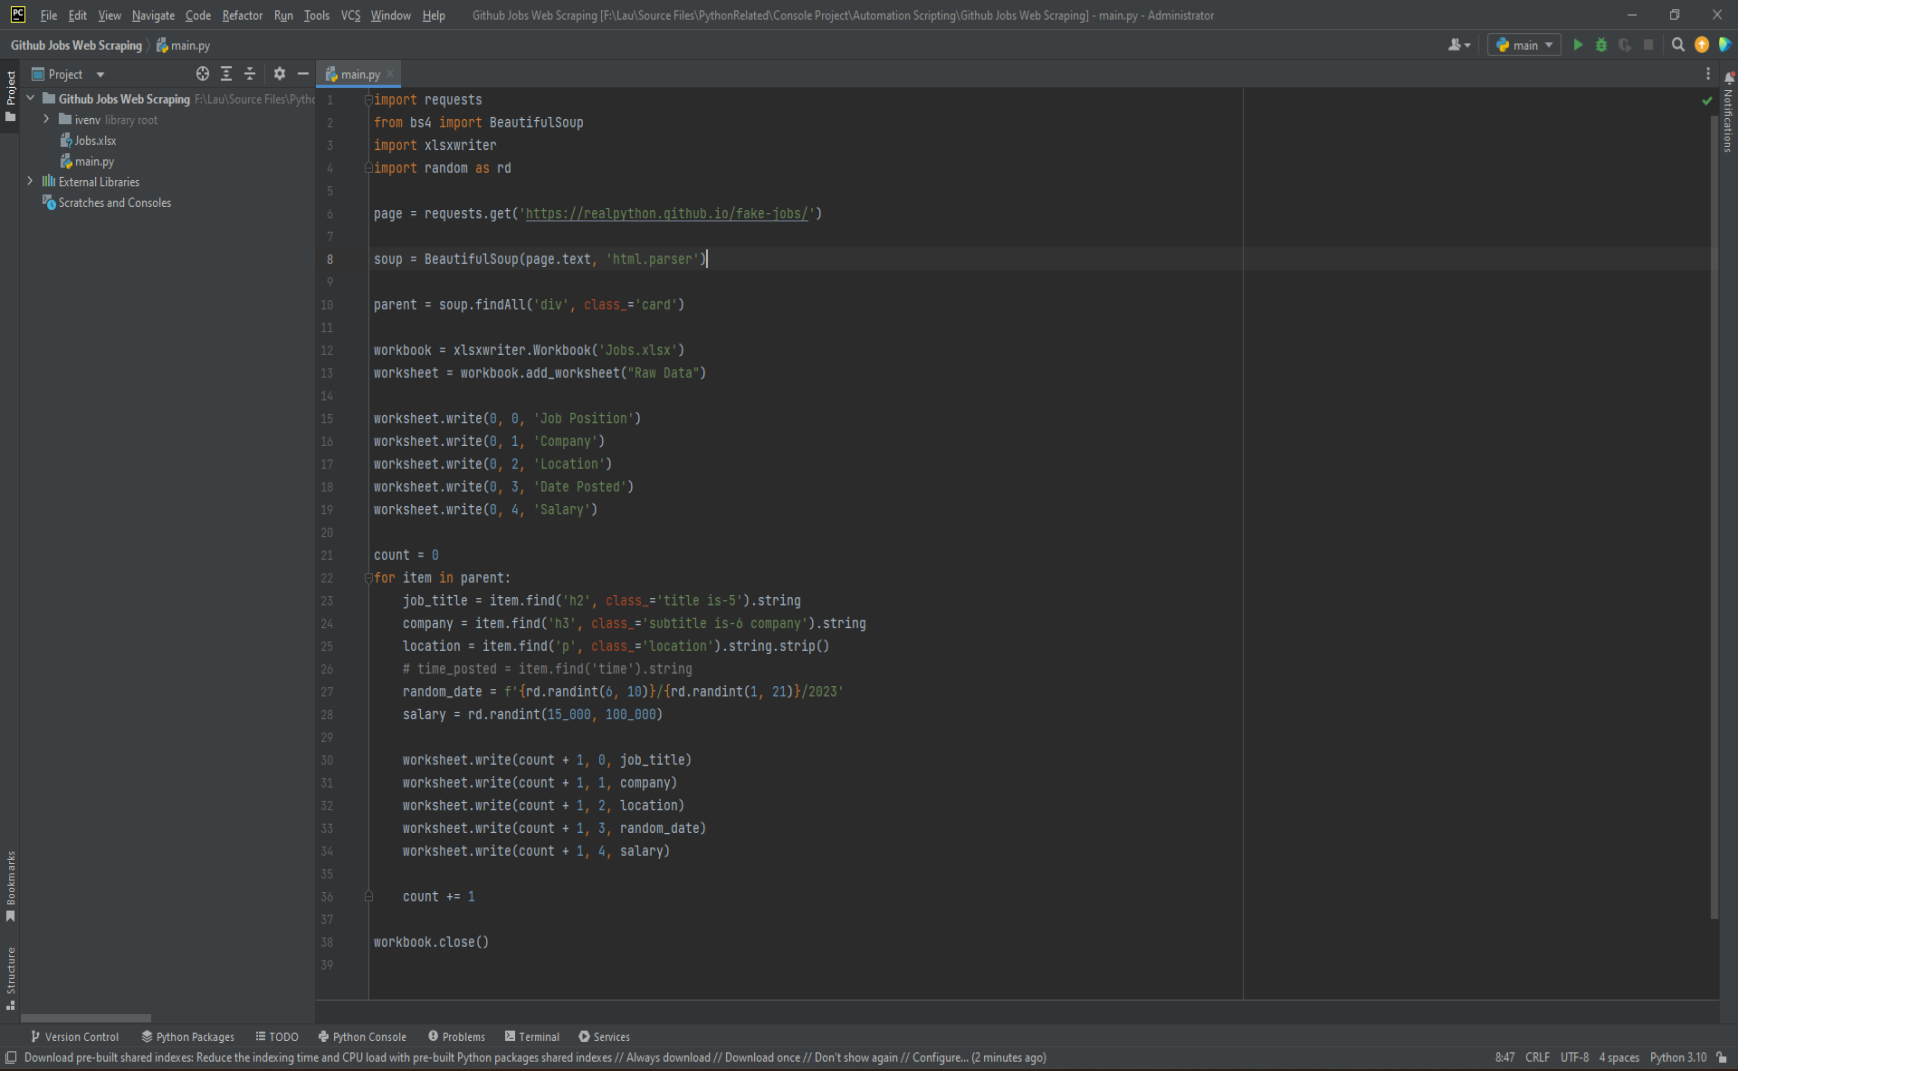 PC File Edit View Navigate Code Refactor Run Tools VCS Window Help Github Jobs Web Scraping [F:\Lau\Source Files\PythonRelated\Console Project\Automation Scripting\Github Jobs Web Scraping] - main.py - Administrator
Github Jobs Web Scraping main.py main
Project Project main.py
Github Jobs Web Scraping F:\Lau\Source Files\Pytho
ivenv library root
Jobs.xlsx
main.py
External Libraries
Scratches and Consoles
Notifications
1 import requests
2 from bs4 import BeautifulSoup
3 import xlsxwriter
4 import random as rd
5
6 page = requests.get('https://realpython.github.io/fake-jobs/')
7
8 soup = BeautifulSoup(page.text, 'html.parser')
9
10 parent = soup.findAll('div', class_='card')
11
12 workbook = xlsxwriter.Workbook('Jobs.xlsx')
13 worksheet = workbook.add_worksheet("Raw Data")
14
15 worksheet.write(0, 0, 'Job Position')
16 worksheet.write(0, 1, 'Company')
17 worksheet.write(0, 2, 'Location')
18 worksheet.write(0, 3, 'Date Posted')
19 worksheet.write(0, 4, 'Salary')
20
21 count = 0
22 for item in parent:
23     job_title = item.find('h2', class_='title is-5').string
24     company = item.find('h3', class_='subtitle is-6 company').string
25     location = item.find('p', class_='location').string.strip()
26     # time_posted = item.find('time').string
27     random_date = f'{rd.randint(6, 10)}/{rd.randint(1, 21)}/2023'
28     salary = rd.randint(15_000, 100_000)
29
30     worksheet.write(count + 1, 0, job_title)
31     worksheet.write(count + 1, 1, company)
32     worksheet.write(count + 1, 2, location)
33     worksheet.write(count + 1, 3, random_date)
34     worksheet.write(count + 1, 4, salary)
35
36     count += 1
37
38 workbook.close()
39
Bookmarks
Structure
Version Control Python Packages TODO Python Console Problems Terminal Services
Download pre-built shared indexes: Reduce the indexing time and CPU load with pre-built Python packages shared indexes // Always download // Download once // Don't show again // Configure... (2 minutes ago) 8:47 CRLF UTF-8 4 spaces Python 3.10